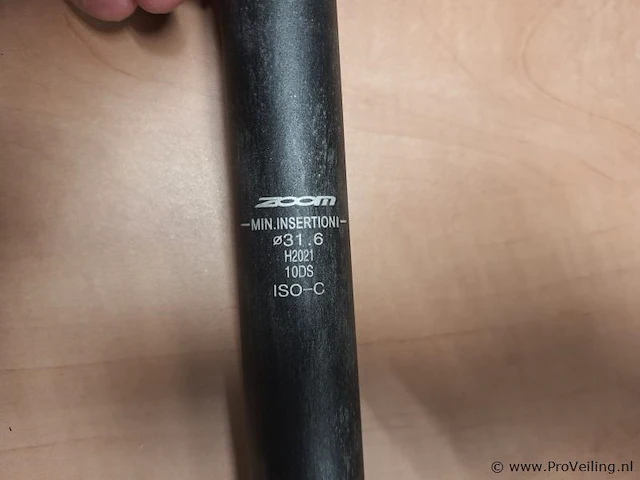 ZOOM
-MIN.INSERTION-
ø31.6
H2021
10DS
ISO-C
© www.ProVeiling.nl